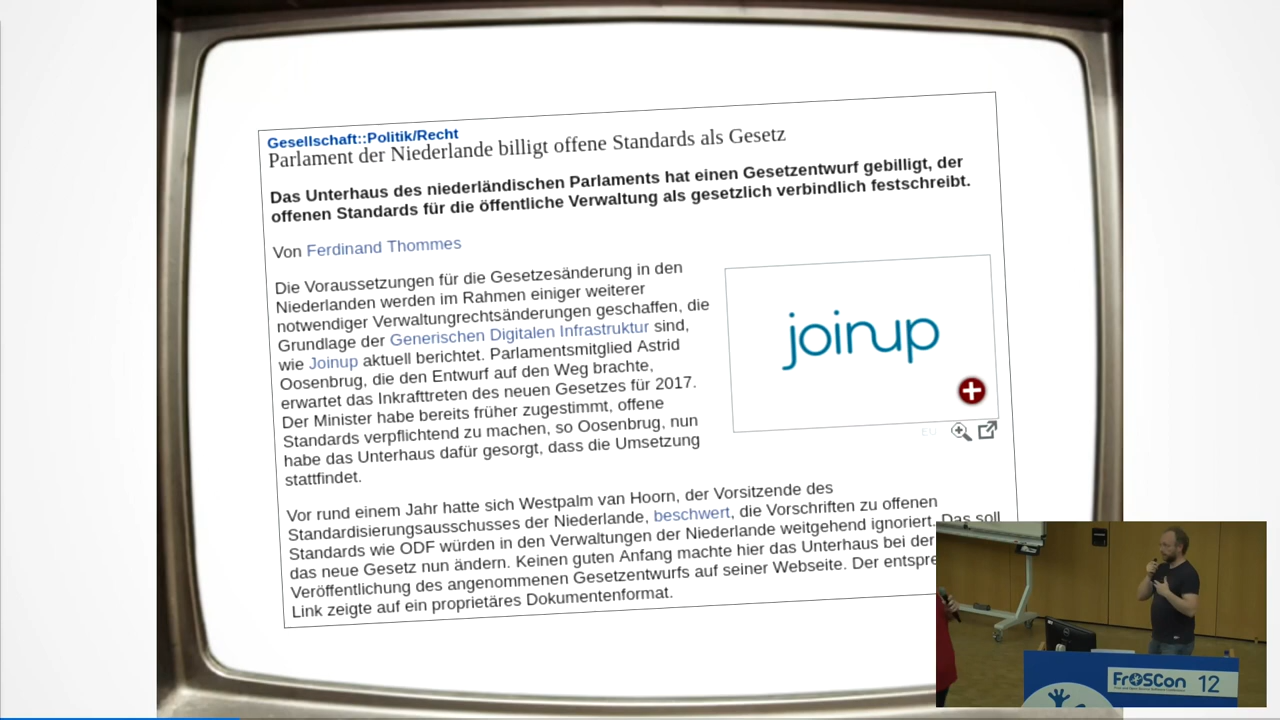 Gesellschaft::Politik/Recht
Parlament der Niederlande billigt offene Standards als Gesetz
Das Unterhaus des niederländischen Parlaments hat einen Gesetzentwurf gebilligt, der
offenen Standards für die öffentliche Verwaltung als gesetzlich verbindlich festschreibt.
Von Ferdinand Thommes
Die Voraussetzungen für die Gesetzesänderung in den
Niederlanden werden im Rahmen einiger weiterer
notwendiger Verwaltungrechtsänderungen geschaffen, die
Grundlage der Generischen Digitalen Infrastruktur sind,
wie Joinup aktuell berichtet. Parlamentsmitglied Astrid
Oosenbrug, die den Entwurf auf den Weg brachte,
erwartet das Inkrafttreten des neuen Gesetzes für 2017.
Der Minister habe bereits früher zugestimmt, offene
Standards verpflichtend zu machen, so Oosenbrug, nun
habe das Unterhaus dafür gesorgt, dass die Umsetzung
stattfindet.
joinup
EU
Vor rund einem Jahr hatte sich Westpalm van Hoorn, der Vorsitzende des
Standardisierungsausschusses der Niederlande, beschwert, die Vorschriften zu offenen
Standards wie ODF würden in den Verwaltungen der Niederlande weitgehend ignoriert. Das soll
das neue Gesetz nun ändern. Keinen guten Anfang machte hier das Unterhaus bei der
Veröffentlichung des angenommenen Gesetzentwurfs auf seiner Webseite. Der entspre
Link zeigte auf ein proprietäres Dokumentenformat.
FrOSCon 12